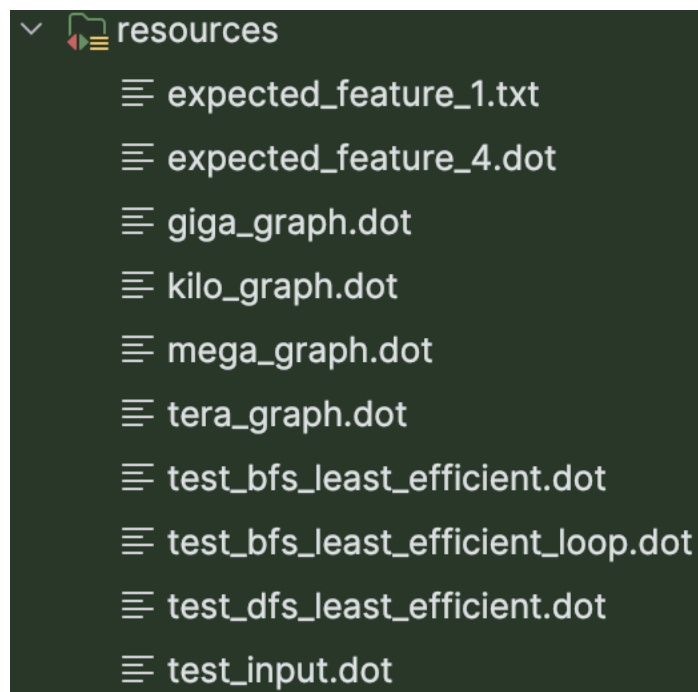 resources
expected_feature_1.txt
expected_feature_4.dot
giga_graph.dot
kilo_graph.dot
mega_graph.dot
tera_graph.dot
test_bfs_least_efficient.dot
test_bfs_least_efficient_loop.dot
test_dfs_least_efficient.dot
test_input.dot